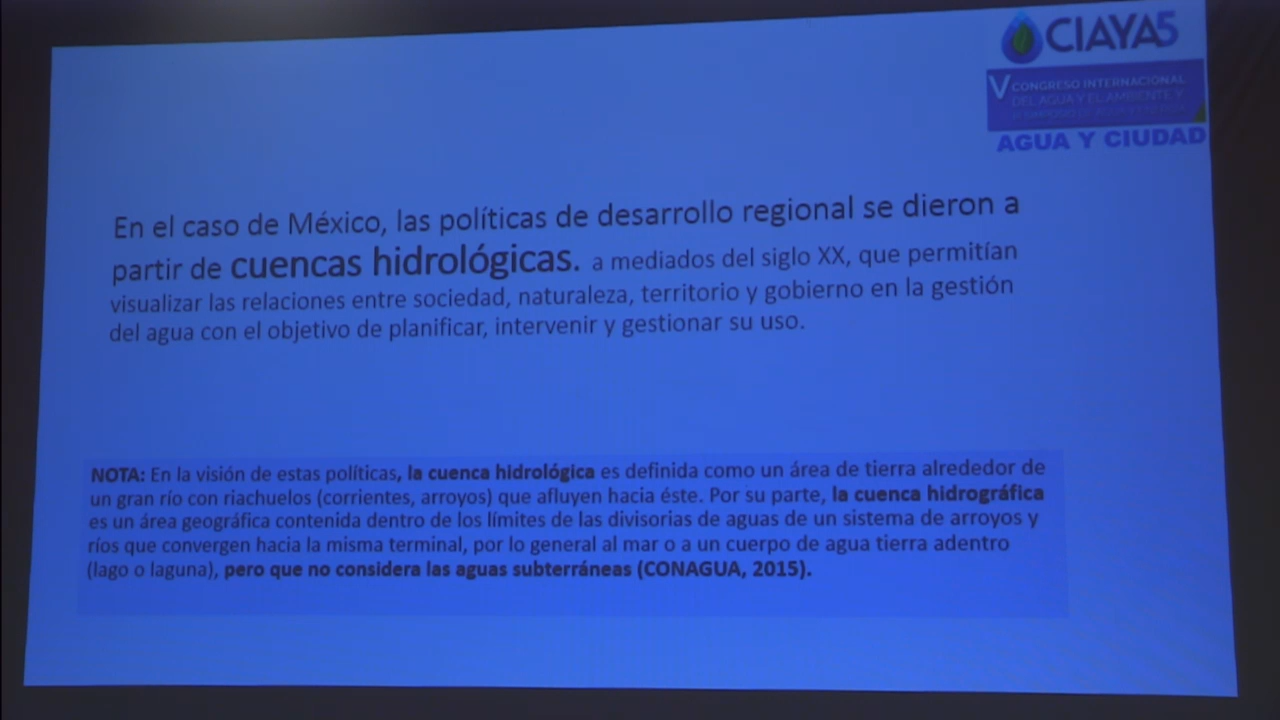 CIAYA5
V CONGRESO INTERNACIONAL
DEL AGUA Y EL AMBIENTE Y
AGUA Y CIUDAD
En el caso de México, las políticas de desarrollo regional se dieron a
partir de cuencas hidrológicas. a mediados del siglo XX, que permitían
visualizar las relaciones entre sociedad, naturaleza, territorio y gobierno en la gestión
del agua con el objetivo de planificar, intervenir y gestionar su uso.
NOTA: En la visión de estas políticas, la cuenca hidrológica es definida como un área de tierra alrededor de
un gran río con riachuelos (corrientes, arroyos) que afluyen hacia éste. Por su parte, la cuenca hidrográfica
es un área geográfica contenida dentro de los límites de las divisorias de aguas de un sistema de arroyos y
ríos que convergen hacia la misma terminal, por lo general al mar o a un cuerpo de agua tierra adentro
(lago o laguna), pero que no considera las aguas subterráneas (CONAGUA, 2015).